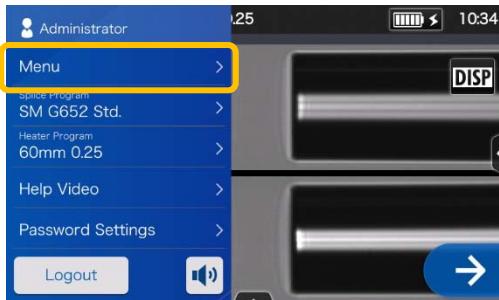 Administrator
.25
10:34
Menu
DISP
Splice Program
SM G652 Std.
Heater Program
60mm 0.25
Help Video
Password Settings
Logout